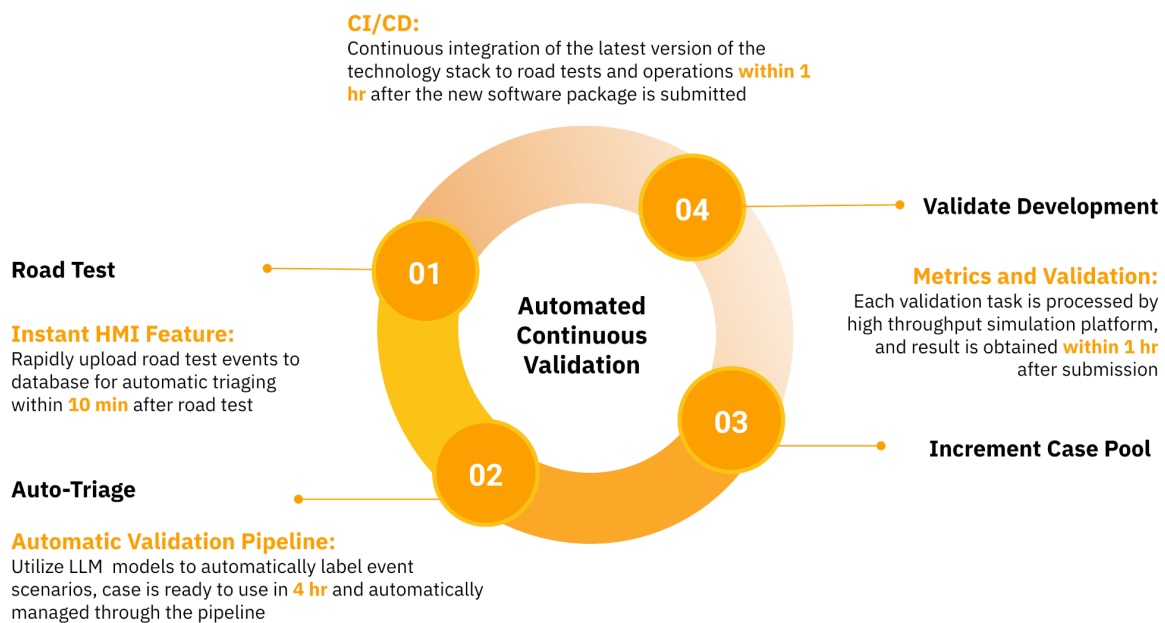 CI/CD:
Continuous integration of the latest version of the
technology stack to road tests and operations within 1
hr after the new software package is submitted
01
Road Test
Instant HMI Feature:
Rapidly upload road test events to
database for automatic triaging
within 10 min after road test
02
Auto-Triage
Automatic Validation Pipeline:
Utilize LLM models to automatically label event
scenarios, case is ready to use in 4 hr and automatically
managed through the pipeline
Automated
Continuous
Validation
03
Increment Case Pool
04
Validate Development
Metrics and Validation:
Each validation task is processed by
high throughput simulation platform,
and result is obtained within 1 hr
after submission